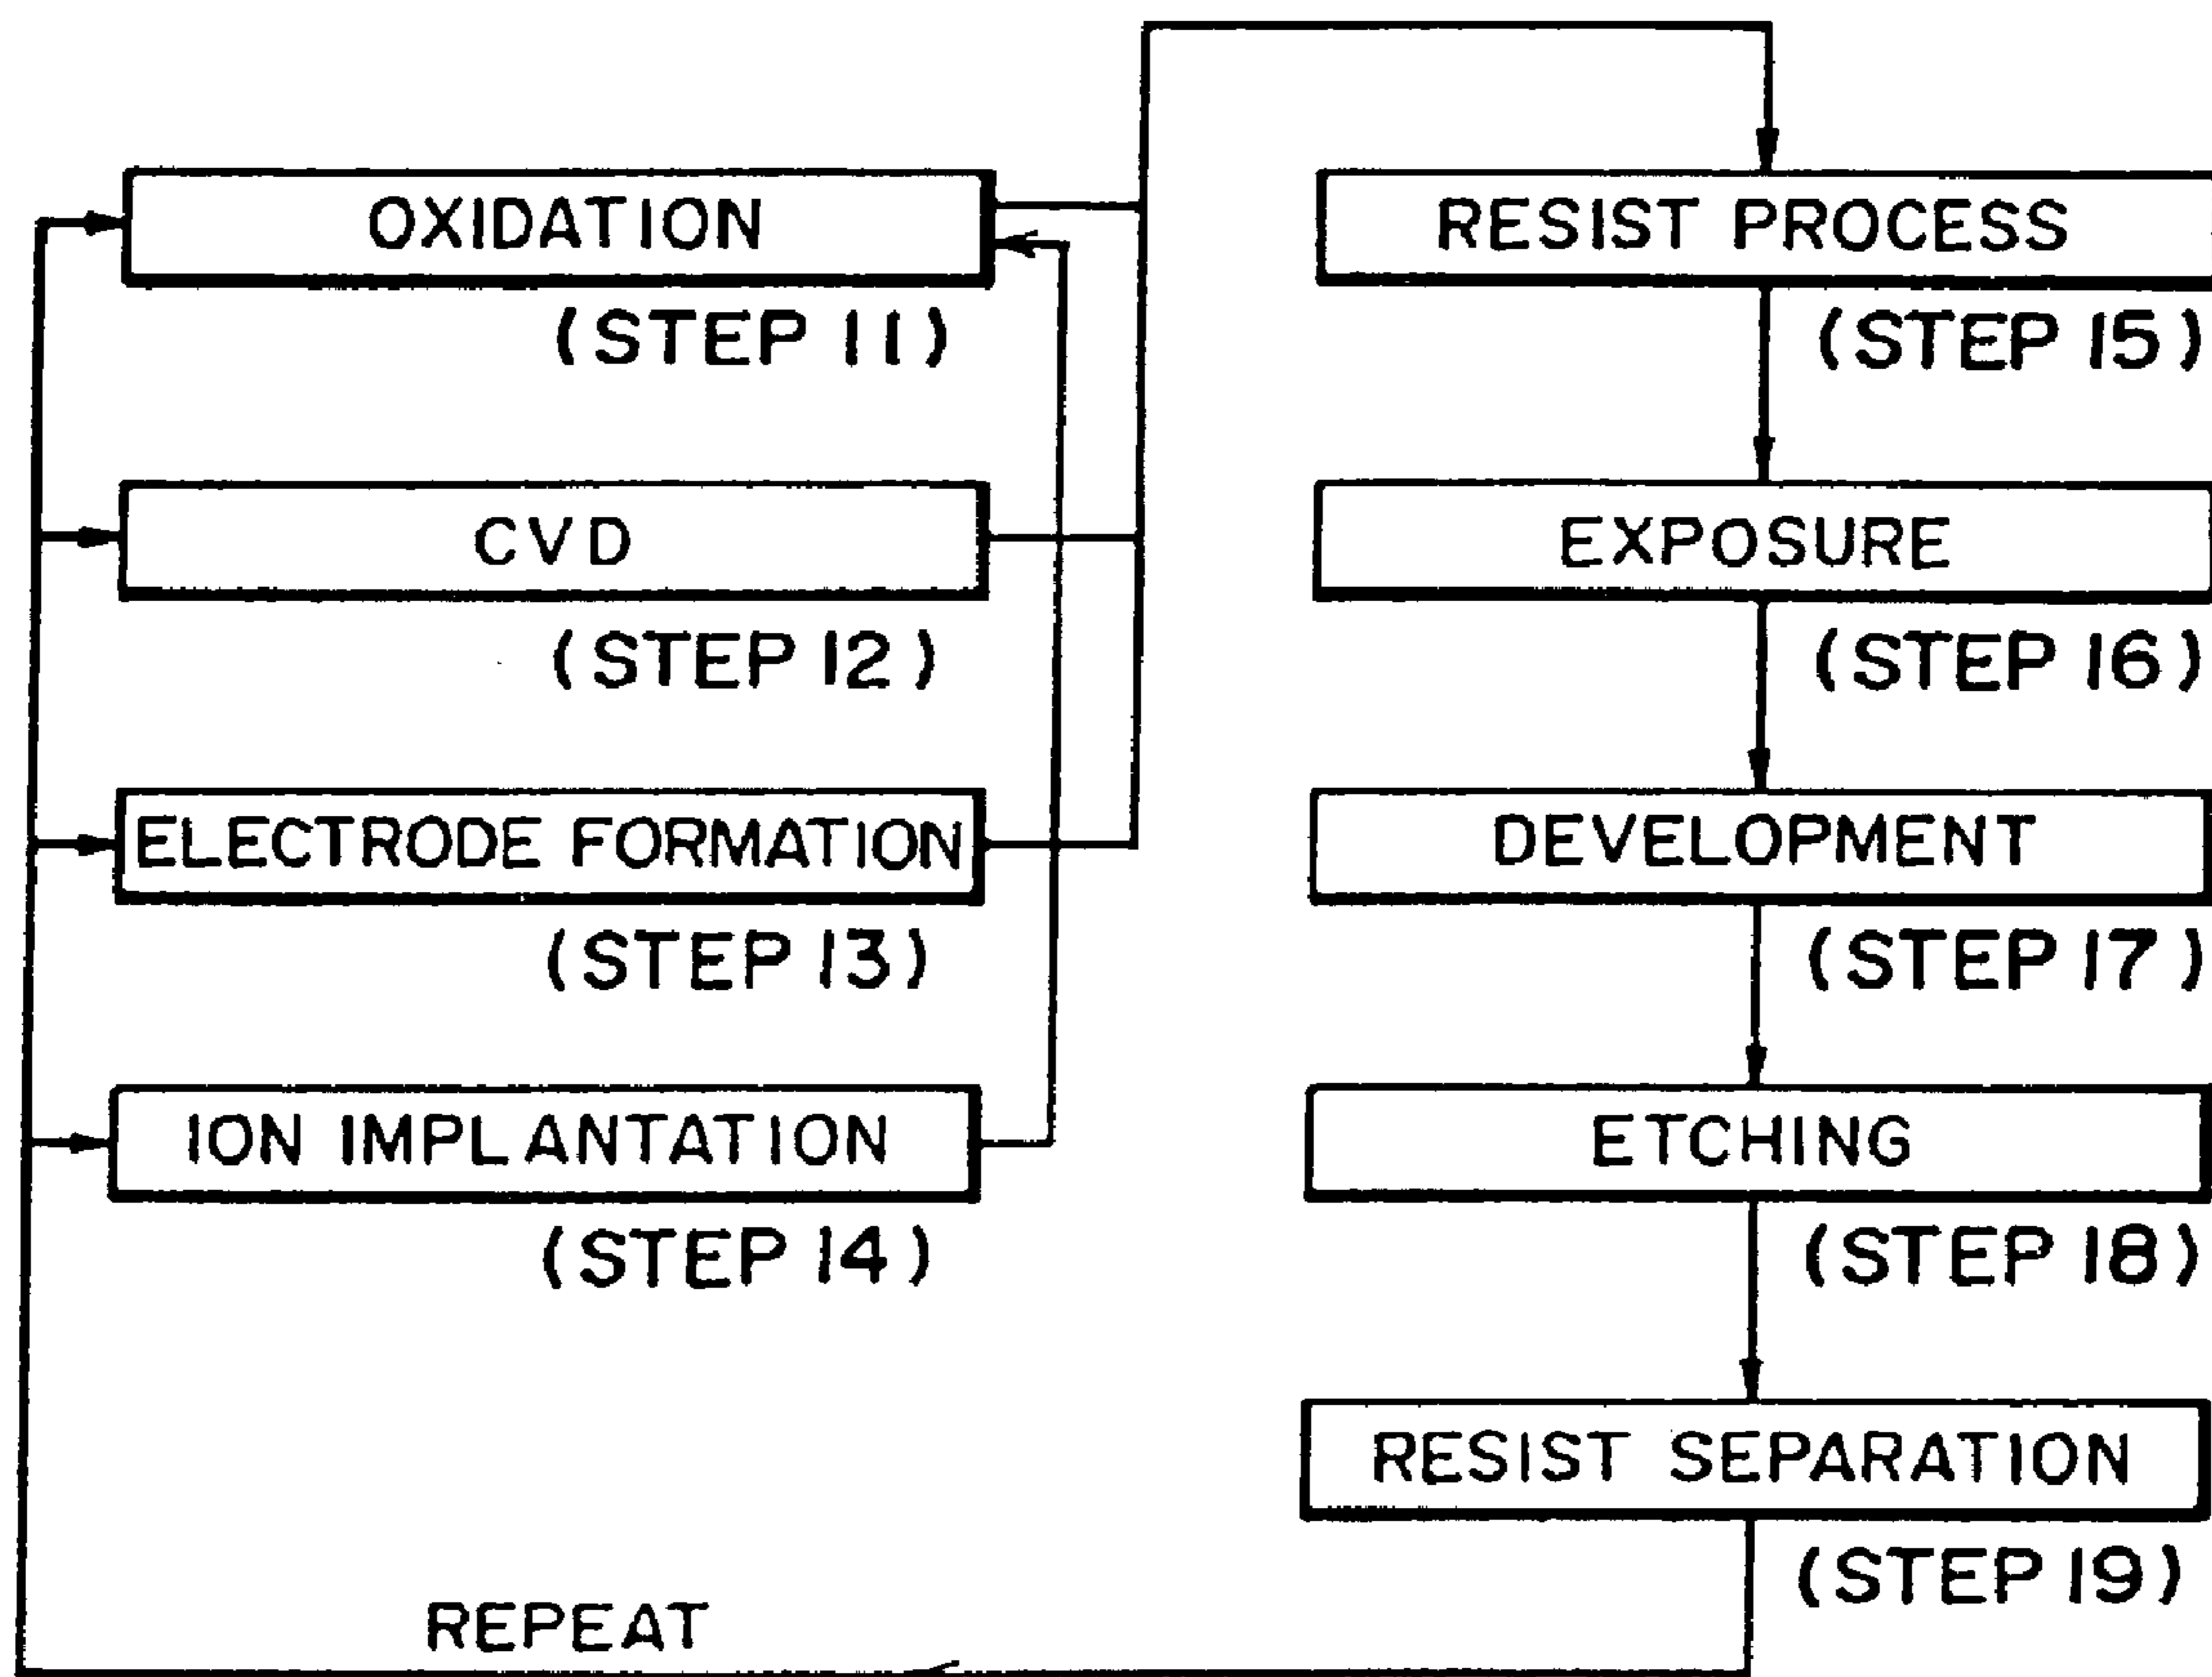 OXIDATION
(STEP 11)
CVD
(STEP 12)
ELECTRODE FORMATION
(STEP 13)
ION IMPLANTATION
(STEP 14)
RESIST PROCESS
(STEP 15)
EXPOSURE
(STEP 16)
DEVELOPMENT
(STEP 17)
ETCHING
(STEP 18)
RESIST SEPARATION
(STEP 19)
REPEAT